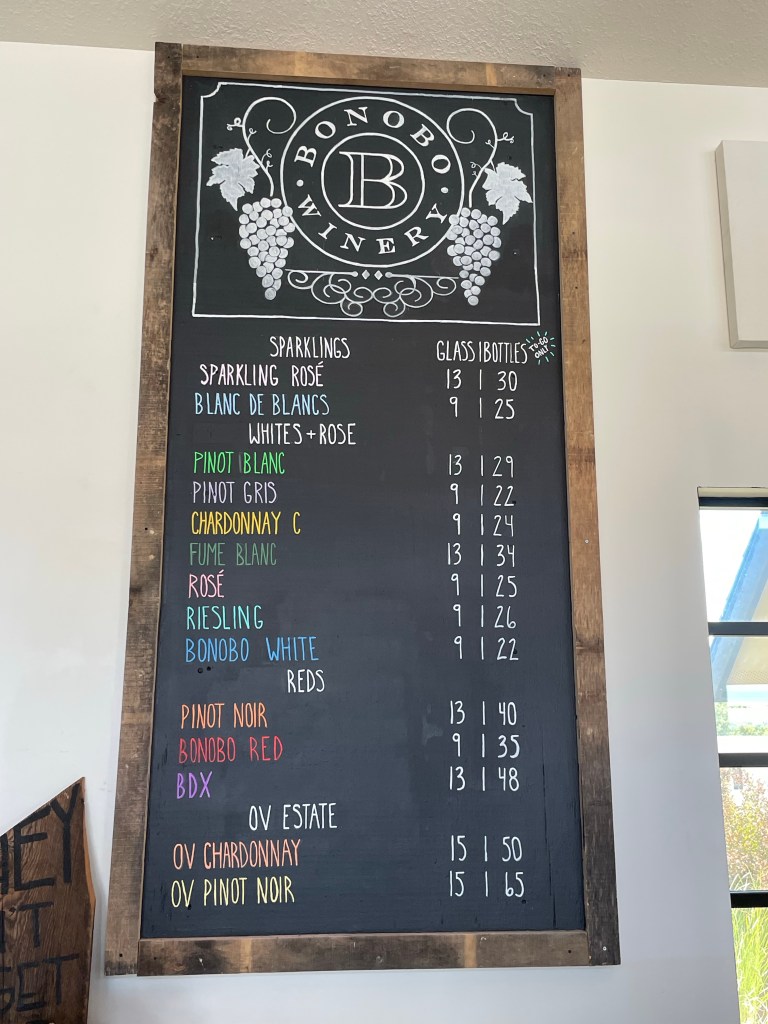 BONOBO
B
WINERY
SPARKLINGS GLASS | BOTTLES TO-GO ONLY
SPARKLING ROSÉ 13 | 30
BLANC DE BLANCS 9 | 25
WHITES + ROSE
PINOT BLANC 13 | 29
PINOT GRIS 9 | 22
CHARDONNAY C 9 | 24
FUME BLANC 13 | 34
ROSÉ 9 | 25
RIESLING 9 | 26
BONOBO WHITE 9 | 22
REDS
PINOT NOIR 13 | 40
BONOBO RED 9 | 35
BDX 13 | 48
OV ESTATE
OV CHARDONNAY 15 | 50
OV PINOT NOIR 15 | 65